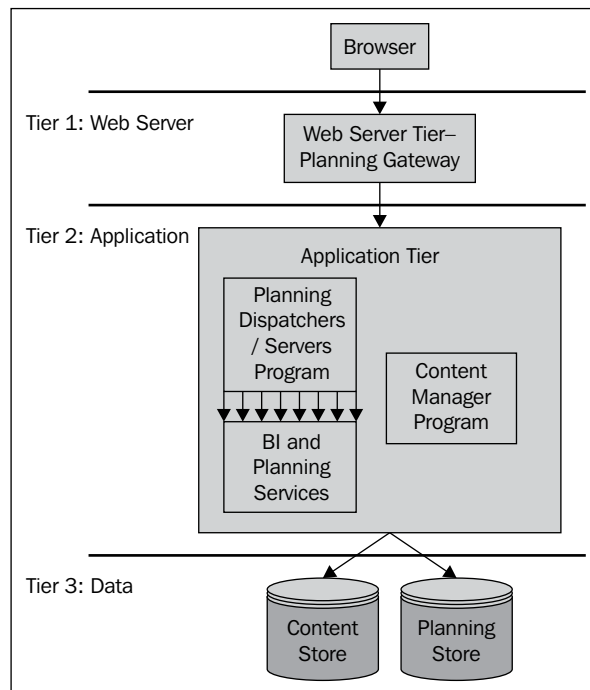 Browser
Tier 1: Web Server
Web Server Tier–
Planning Gateway
Tier 2: Application
Application Tier
Planning
Dispatchers
/ Servers
Program
Content
Manager
Program
BI and
Planning
Services
Tier 3: Data
Content
Store
Planning
Store